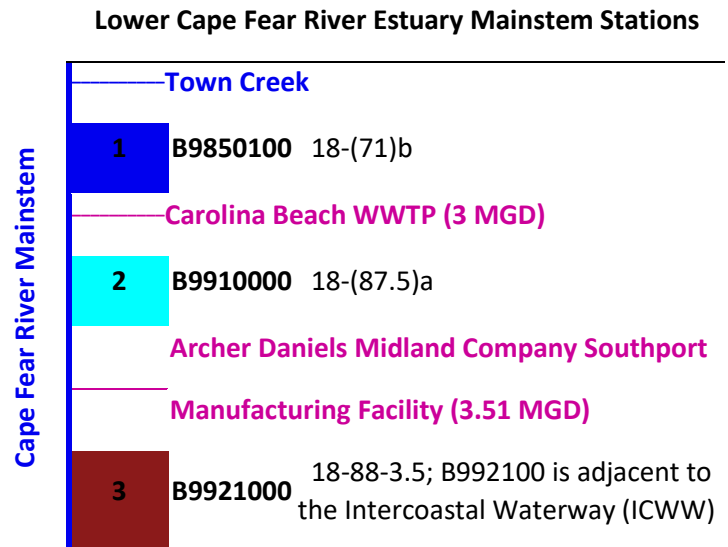 Lower Cape Fear River Estuary Mainstem Stations
Cape Fear River Mainstem
Town Creek
1 B9850100 18-(71)b
Carolina Beach WWTP (3 MGD)
2 B9910000 18-(87.5)a
Archer Daniels Midland Company Southport
Manufacturing Facility (3.51 MGD)
3 B9921000 18-88-3.5; B992100 is adjacent to
the Intercoastal Waterway (ICWW)